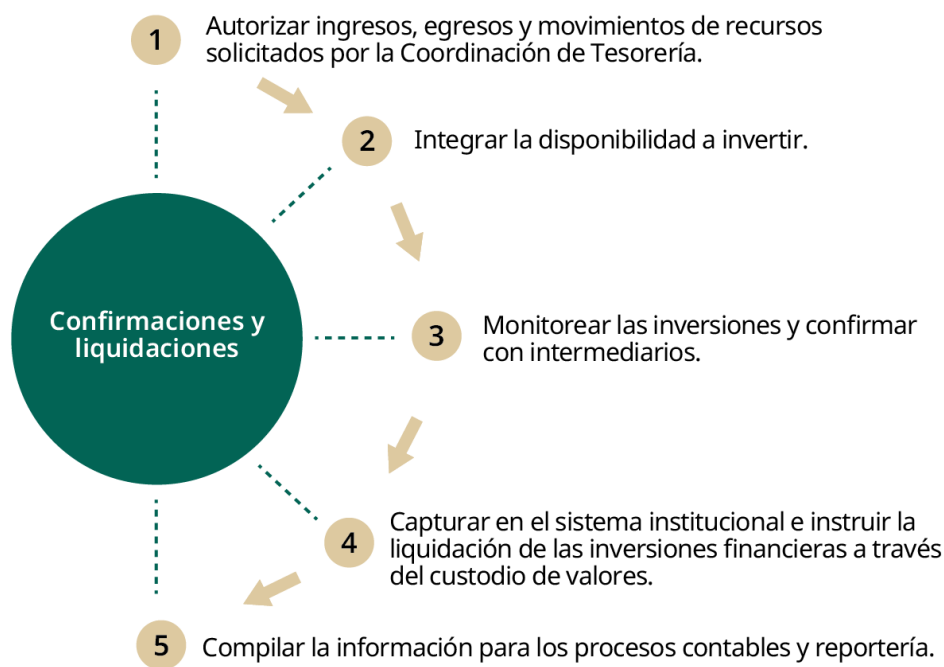 1
Autorizar ingresos, egresos y movimientos de recursos
solicitados por la Coordinación de Tesorería.
2
Integrar la disponibilidad a invertir.
Confirmaciones y
liquidaciones
3
Monitorear las inversiones y confirmar
con intermediarios.
4
Capturar en el sistema institucional e instruir la
liquidación de las inversiones financieras a través
del custodio de valores.
5
Compilar la información para los procesos contables y reportería.